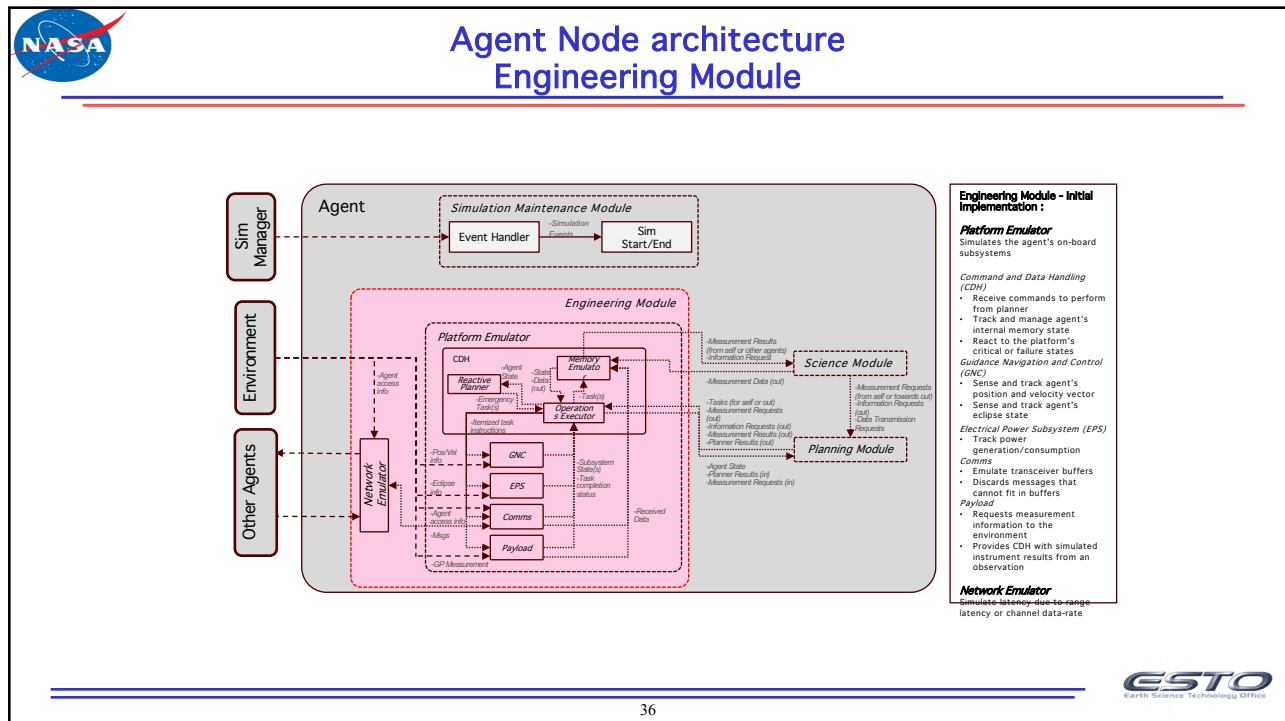 NASA
Agent Node architecture
Engineering Module
Sim
Manager
Environment
Other Agents
Agent
Simulation Maintenance Module
Event Handler
-Simulation
Events
Sim
Start/End
Engineering Module
Platform Emulator
CDH
Reactive
Planner
-Agent
State
-Emergency
Task(s)
-State
-Data
(out)
Memory
Emulato
r
-Task(s)
Operation
s Executor
-Itemized task
instructions
-Agent
access
info
Network
Emulator
-Pos/Vel
info
-Eclipse
info
-Agent
access info
-Msgs
-GP Measurement
GNC
EPS
Comms
Payload
-Subsystem
State(s)
-Task
completion
status
-Received
Data
-Measurement Results
(from self or other agents)
-Information Request
-Measurement Data (out)
-Tasks (for self or out)
-Measurement Requests
(out)
-Information Requests (out)
-Measurement Results (out)
-Planner Results (out)
-Agent State
-Planner Results (in)
-Measurement Requests (in)
Science Module
-Measurement Requests
(from self or towards out)
-Information Requests
(out)
-Data Transmission
Requests
Planning Module
Engineering Module - Initial
Implementation :
Platform Emulator
Simulates the agent's on-board
subsystems
Command and Data Handling
(CDH)
• Receive commands to perform
from planner
• Track and manage agent's
internal memory state
• React to the platform's
critical or failure states
Guidance Navigation and Control
(GNC)
• Sense and track agent's
position and velocity vector
• Sense and track agent's
eclipse state
Electrical Power Subsystem (EPS)
• Track power
generation/consumption
Comms
• Emulate transceiver buffers
• Discards messages that
cannot fit in buffers
Payload
• Requests measurement
information to the
environment
• Provides CDH with simulated
instrument results from an
observation
Network Emulator
Simulate latency due to range
latency or channel data-rate
36
ESTO
Earth Science Technology Office